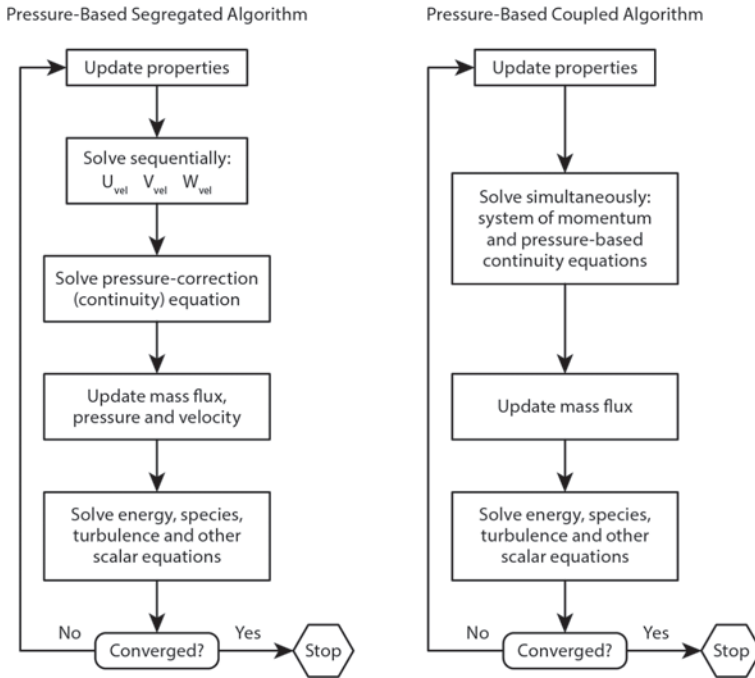 Pressure-Based Segregated Algorithm
Update properties
Solve sequentially:
Uvel Vvel Wvel
Solve pressure-correction
(continuity) equation
Update mass flux,
pressure and velocity
Solve energy, species,
turbulence and other
scalar equations
No
Converged?
Yes
Stop
Pressure-Based Coupled Algorithm
Update properties
Solve simultaneously:
system of momentum
and pressure-based
continuity equations
Update mass flux
Solve energy, species,
turbulence and other
scalar equations
No
Converged?
Yes
Stop